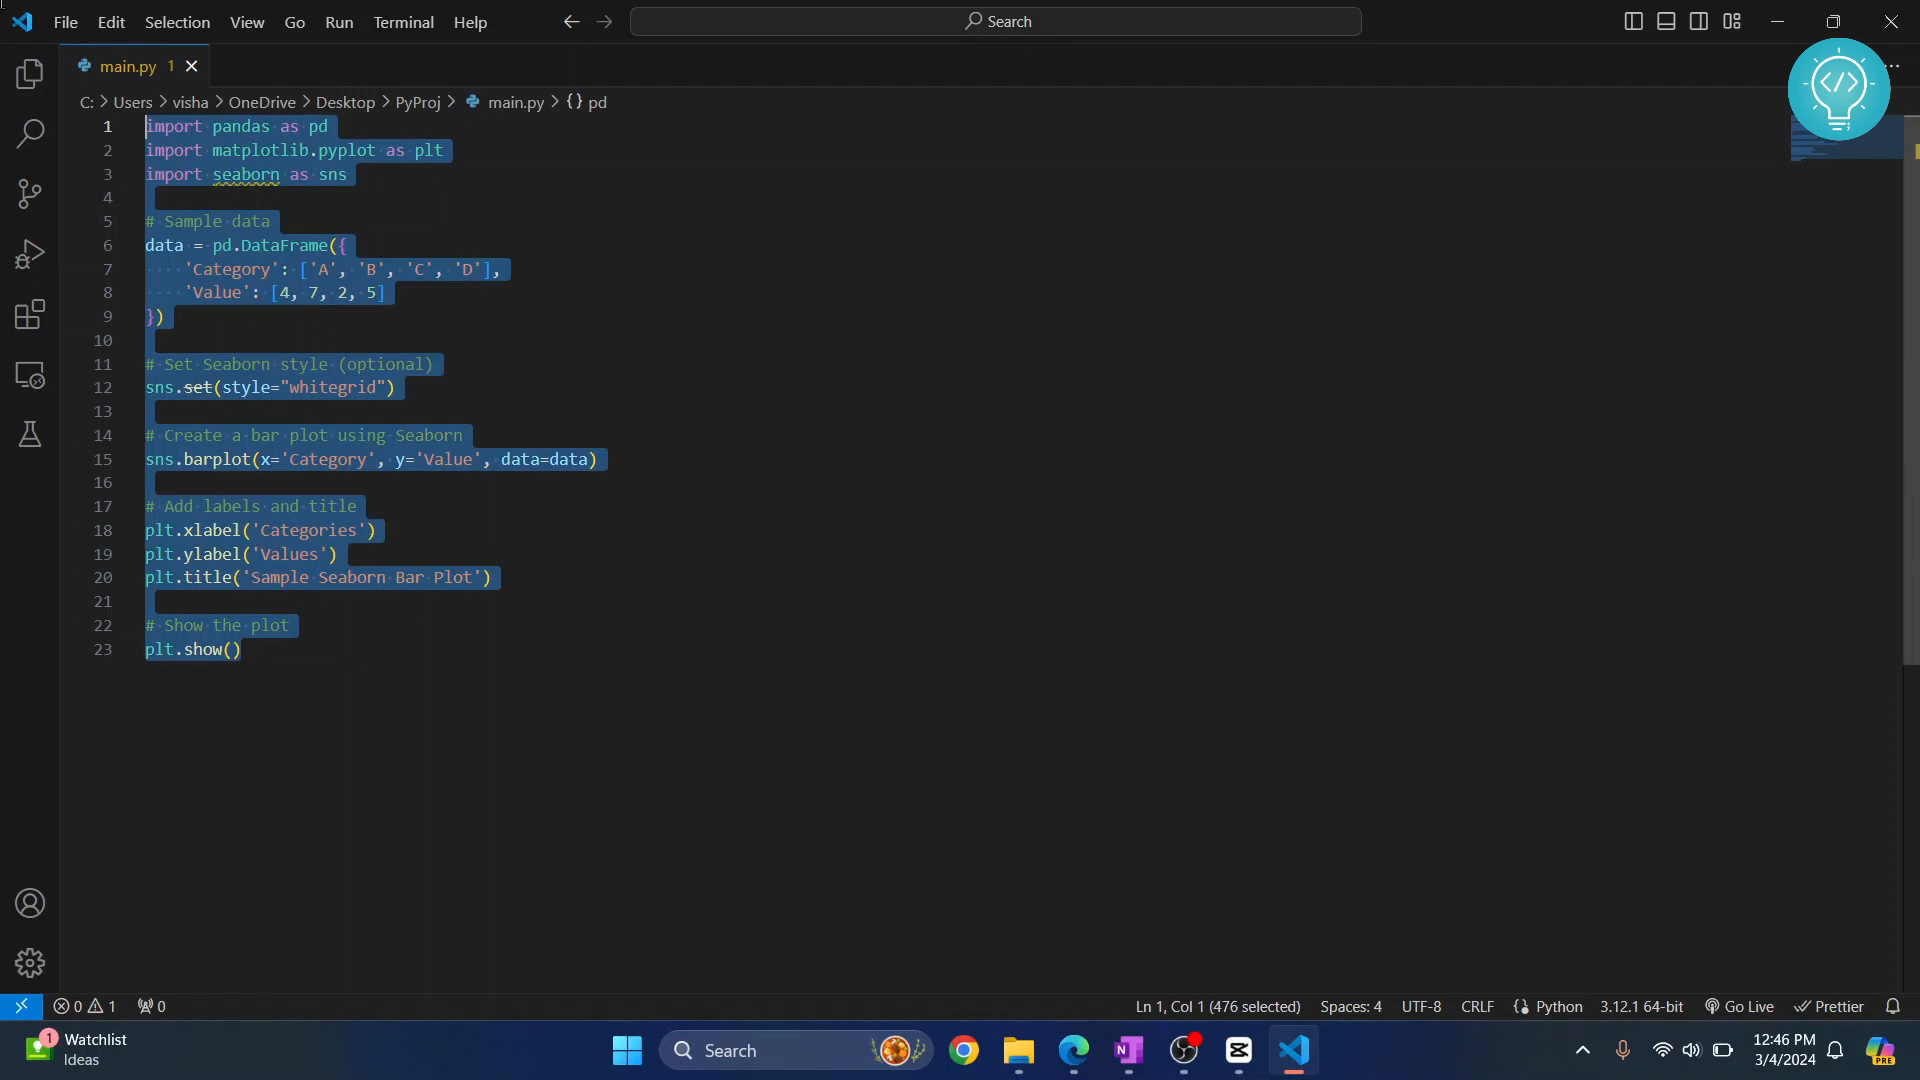 File Edit Selection View Go Run Terminal Help Search
main.py 1
C: > Users > visha > OneDrive > Desktop > PyProj > main.py > {} pd
1 import pandas as pd
2 import matplotlib.pyplot as plt
3 import seaborn as sns
4
5 # Sample data
6 data = pd.DataFrame({
7 'Category': ['A', 'B', 'C', 'D'],
8 'Value': [4, 7, 2, 5]
9 })
10
11 # Set Seaborn style (optional)
12 sns.set(style="whitegrid")
13
14 # Create a bar plot using Seaborn
15 sns.barplot(x='Category', y='Value', data=data)
16
17 # Add labels and title
18 plt.xlabel('Categories')
19 plt.ylabel('Values')
20 plt.title('Sample Seaborn Bar Plot')
21
22 # Show the plot
23 plt.show()
0 1 0 Ln 1, Col 1 (476 selected) Spaces: 4 UTF-8 CRLF {} Python 3.12.1 64-bit Go Live Prettier
1 Watchlist
Ideas
Search
12:46 PM
3/4/2024
PRE